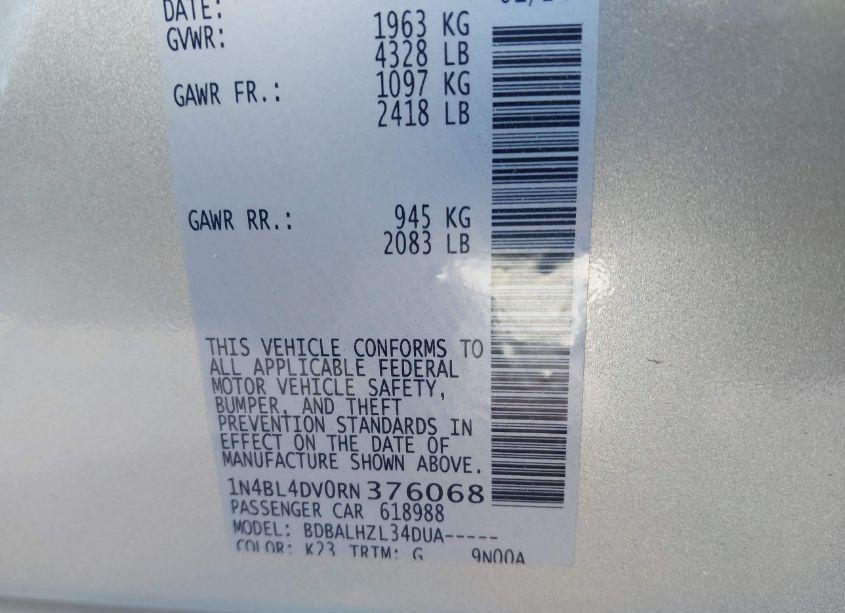 DATE:
GVWR: 1963 KG
4328 LB
GAWR FR.: 1097 KG
2418 LB
GAWR RR.: 945 KG
2083 LB
THIS VEHICLE CONFORMS TO
ALL APPLICABLE FEDERAL
MOTOR VEHICLE SAFETY,
BUMPER, AND THEFT
PREVENTION STANDARDS IN
EFFECT ON THE DATE OF
MANUFACTURE SHOWN ABOVE.
1N4BL4DV0RN376068
PASSENGER CAR 618988
MODEL: BDBALHZL34DUA-----
COLOR: K23 TRIM: G 9N00A